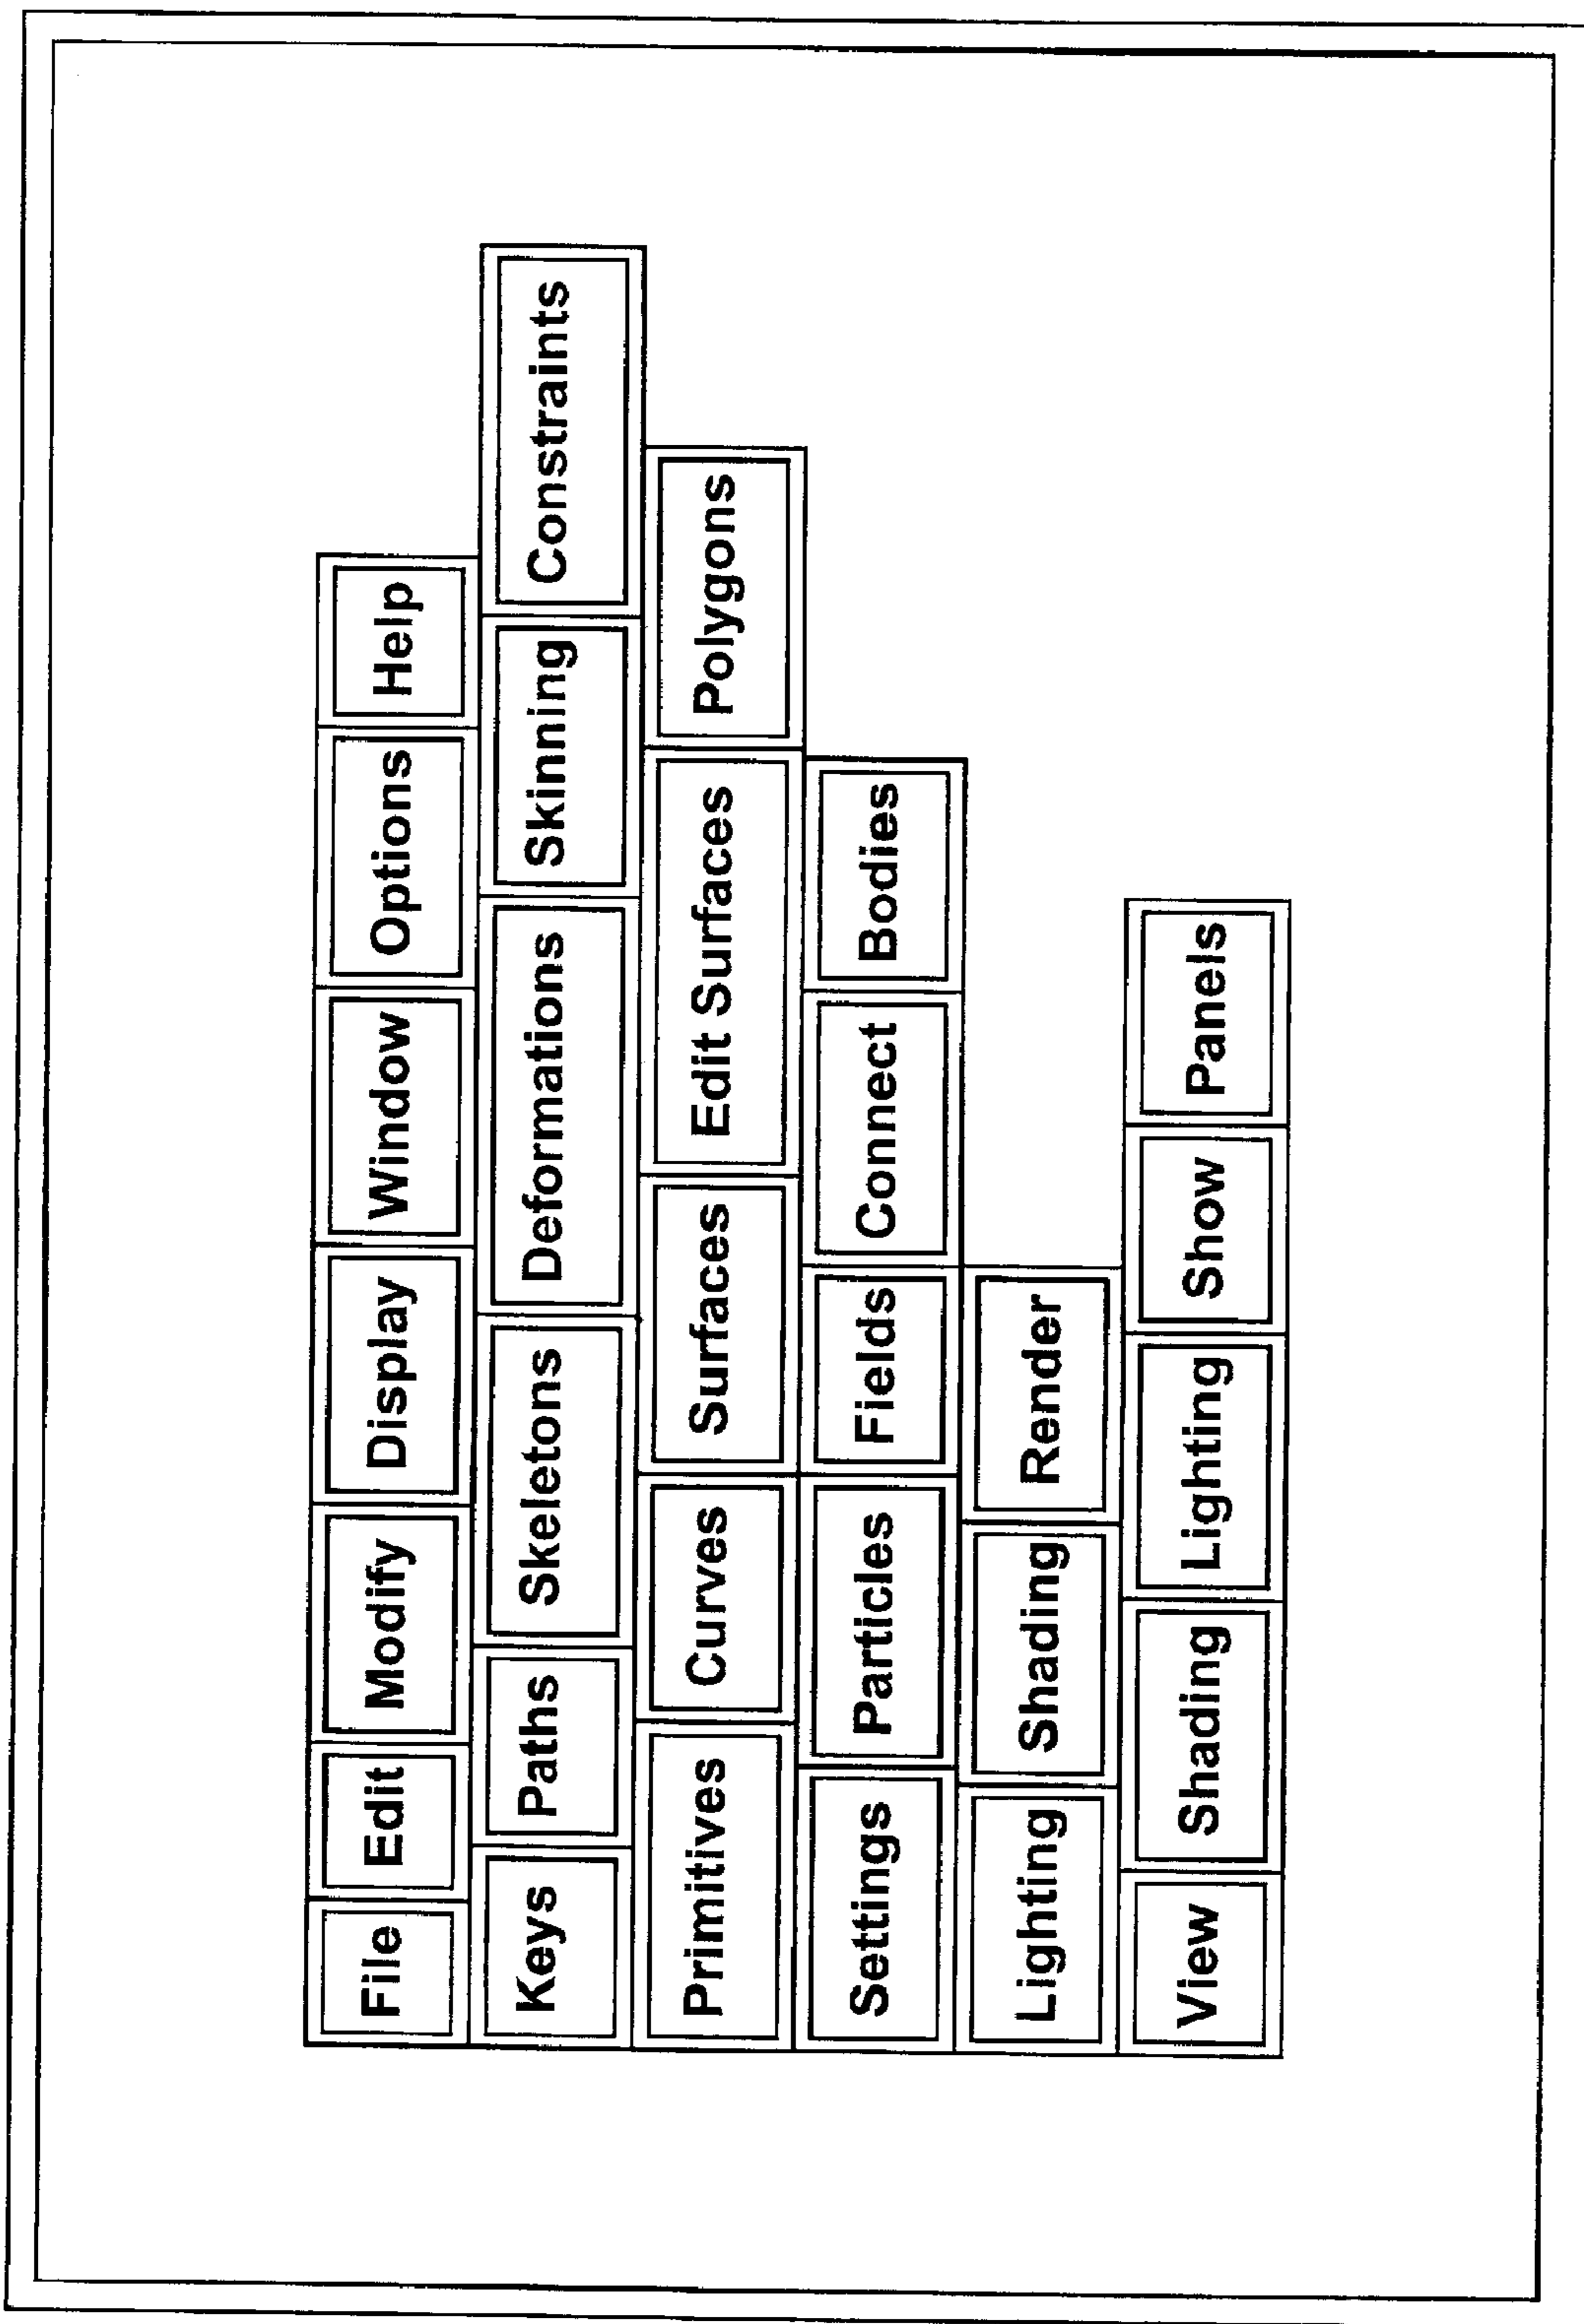 File Edit Modify Display Window Options Help
Keys Paths Skeletons Deformations Skinning Constraints
Primitives Curves Surfaces Edit Surfaces Polygons
Settings Particles Fields Connect Bodies
Lighting Shading Render
View Shading Lighting Show Panels